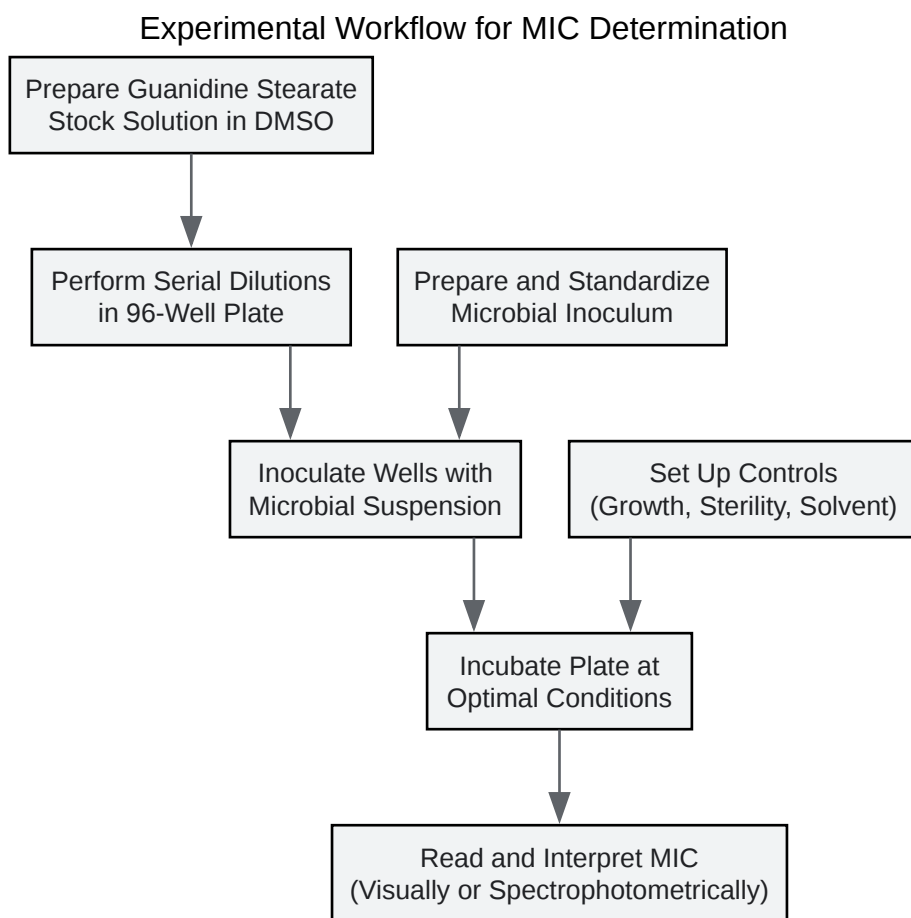 Experimental Workflow for MIC Determination
Prepare Guanidine Stearate
Stock Solution in DMSO
Perform Serial Dilutions
in 96-Well Plate
Prepare and Standardize
Microbial Inoculum
Inoculate Wells with
Microbial Suspension
Set Up Controls
(Growth, Sterility, Solvent)
Incubate Plate at
Optimal Conditions
Read and Interpret MIC
(Visually or Spectrophotometrically)